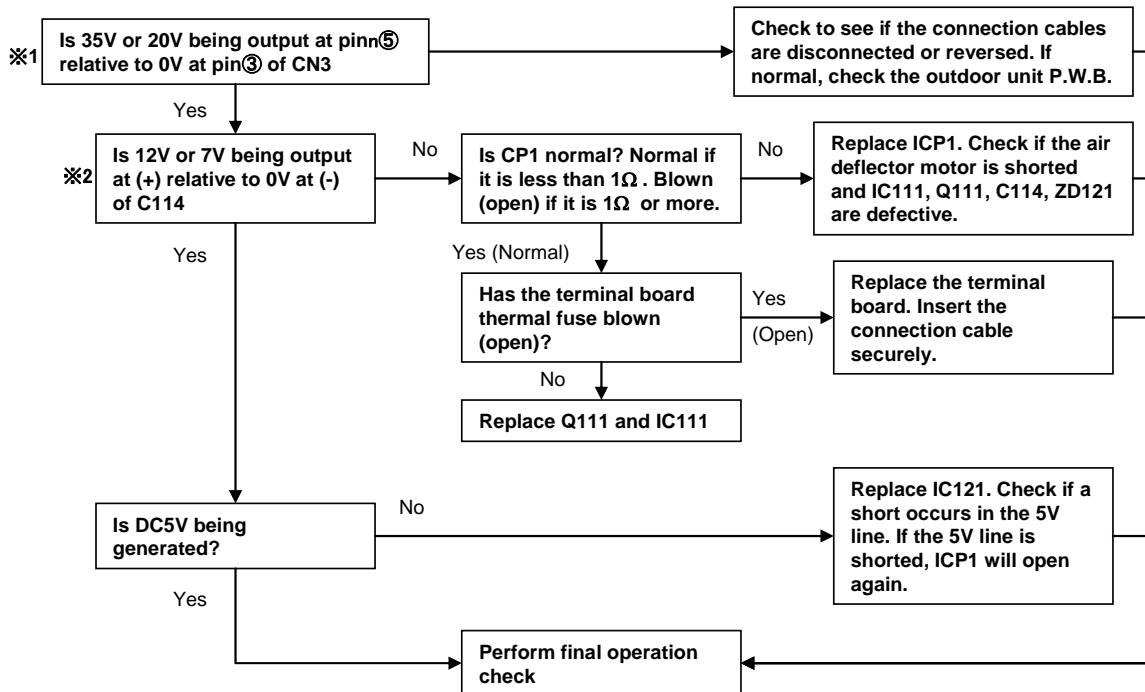 ※1
Is 35V or 20V being output at pinn⑤
relative to 0V at pin③ of CN3
Check to see if the connection cables
are disconnected or reversed. If
normal, check the outdoor unit P.W.B.
Yes
※2
Is 12V or 7V being output
at (+) relative to 0V at (-)
of C114
No
Is CP1 normal? Normal if
it is less than 1Ω . Blown
(open) if it is 1Ω or more.
No
Replace ICP1. Check if the air
deflector motor is shorted
and IC111, Q111, C114, ZD121
are defective.
Yes
Yes (Normal)
Has the terminal board
thermal fuse blown
(open)?
Yes
(Open)
Replace the terminal
board. Insert the
connection cable
securely.
No
Replace Q111 and IC111
Is DC5V being
generated?
No
Replace IC121. Check if a
short occurs in the 5V
line. If the 5V line is
shorted, ICP1 will open
again.
Yes
Perform final operation
check